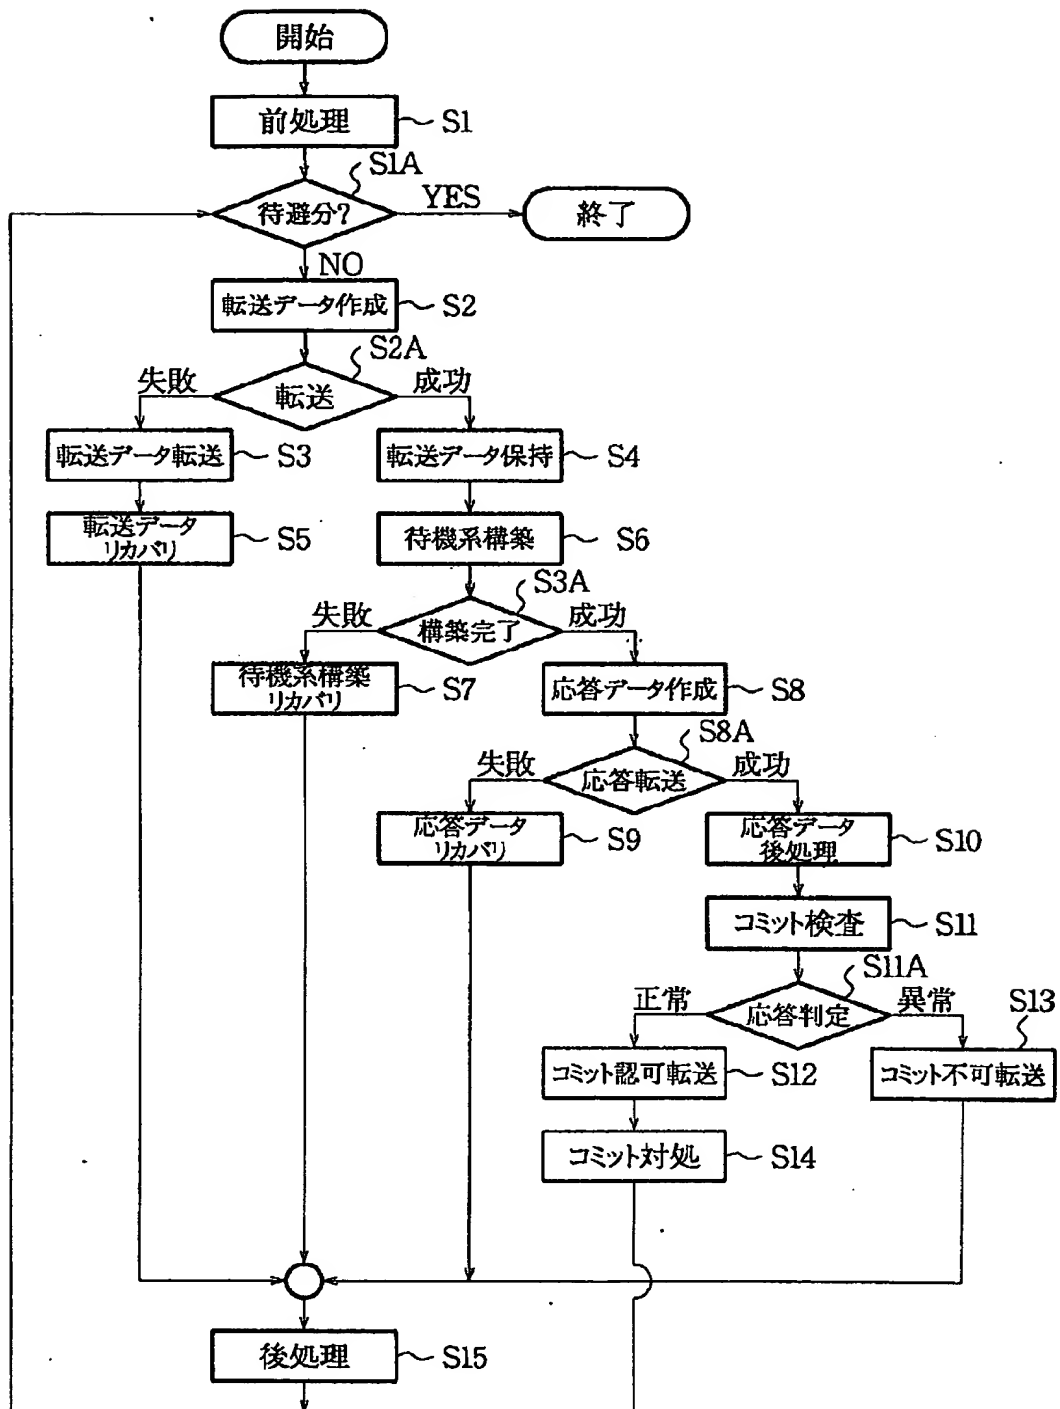 開始
前処理
S1
S1A
待避分?
YES
終了
NO
転送データ作成
S2
S2A
失敗
転送
成功
転送データ転送
S3
転送データ保持
S4
転送データ
リカバリ
S5
待機系構築
S6
S3A
失敗
構築完了
成功
待機系構築
リカバリ
S7
応答データ作成
S8
S8A
失敗
応答転送
成功
応答データ
リカバリ
S9
応答データ
後処理
S10
コミット検査
S11
S11A
正常
応答判定
異常
S13
コミット認可転送
S12
コミット不可転送
コミット対処
S14
後処理
S15